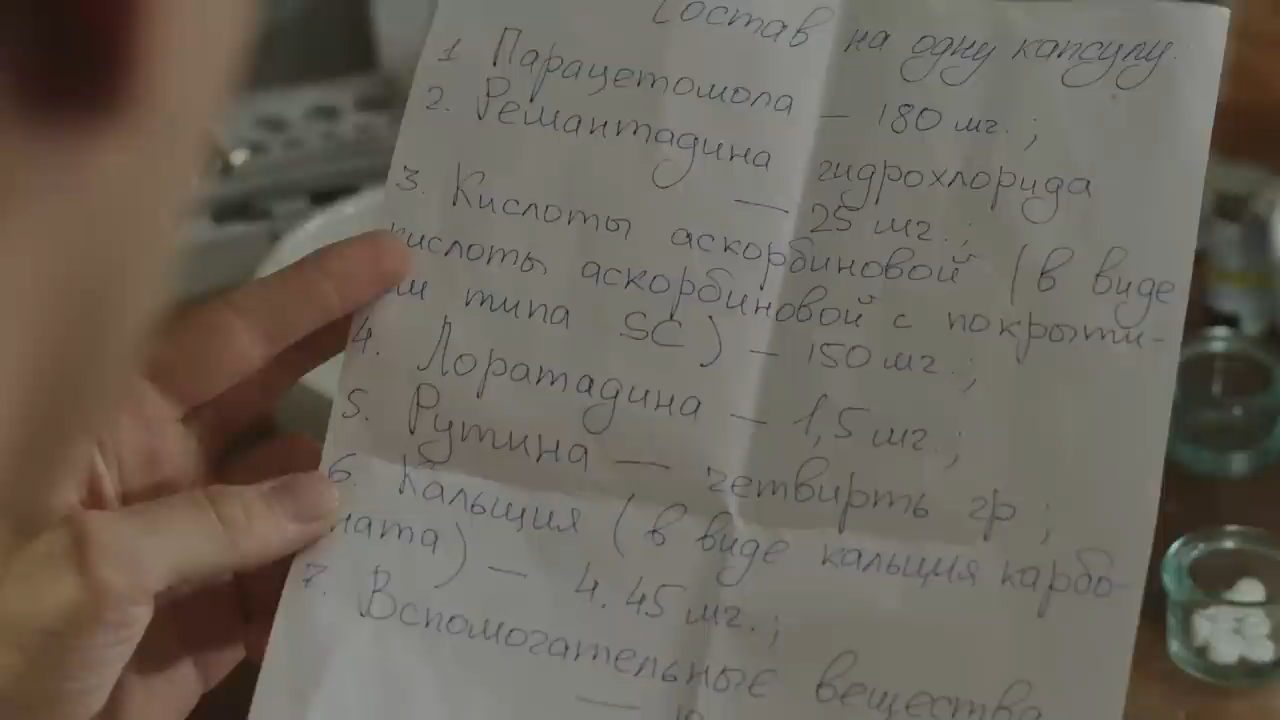 Состав на одну капсулу.
1 Парацетомола — 180 мг.;
2. Ремантадина гидрохлорида
— 25 мг.;
3. Кислоты аскорбиновой (в виде
кислоты аскорбиновой с покрыти-
ем типа SC) — 150 мг.;
4. Лоратадина — 1,5 мг.;
5. Рутина — четвирть гр;
6. Кальция (в виде кальция карбо-
ната) — 4.45 мг.;
7. Вспомогательные вещества
—